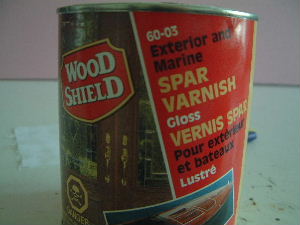 WOOD
SHIELD
60-03
Exterior and
Marine
SPAR
VARNISH
Gloss
VERNIS SPAR
Pour extérieur
et bateaux
Lustré
DANGER